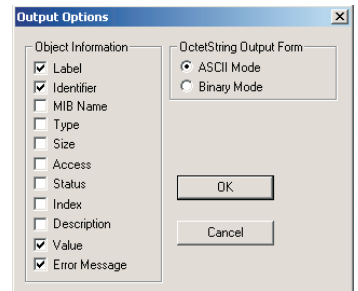 Output Options
Object Information
Label
Identifier
MIB Name
Type
Size
Access
Status
Index
Description
Value
Error Message
OctetString Output Form
ASCII Mode
Binary Mode
OK
Cancel